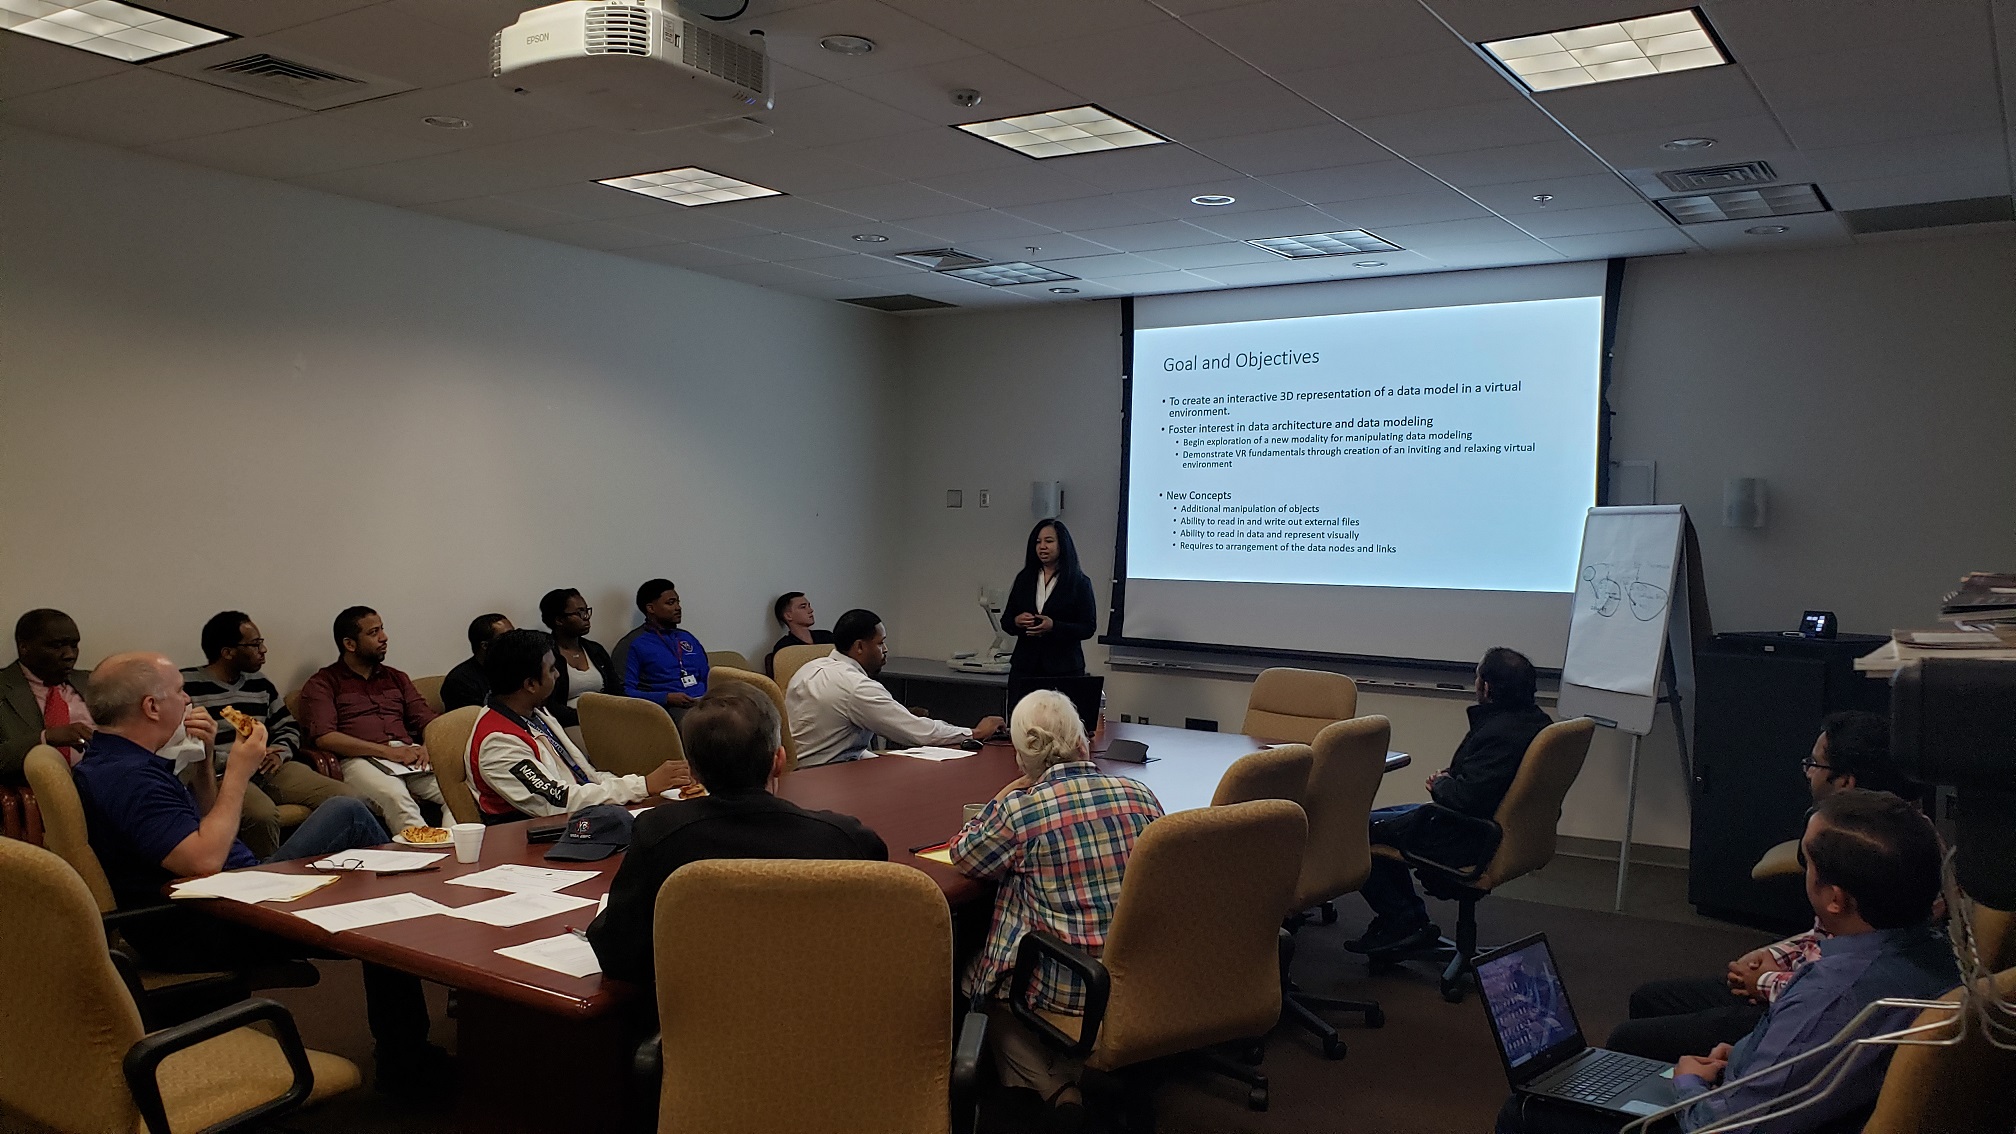 EPSON
Goal and Objectives
• To create an interactive 3D representation of a data model in a virtual
environment.
• Foster interest in data architecture and data modeling
• Begin exploration of a new modality for manipulating data modeling
• Demonstrate VR fundamentals through creation of an inviting and relaxing virtual
environment
• New Concepts
• Additional manipulation of objects
• Ability to read in and write out external files
• Ability to read in data and represent visually
• Requires to arrangement of the data nodes and links